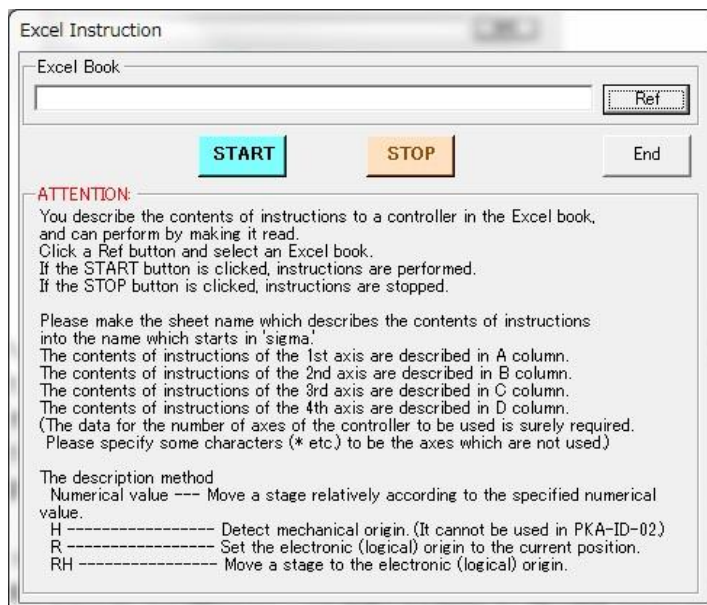 Excel Instruction
Excel Book
Ref
START
STOP
End
ATTENTION:
You describe the contents of instructions to a controller in the Excel book,
and can perform by making it read.
Click a Ref button and select an Excel book.
If the START button is clicked, instructions are performed.
If the STOP button is clicked, instructions are stopped.
Please make the sheet name which describes the contents of instructions
into the name which starts in 'sigma.'
The contents of instructions of the 1st axis are described in A column.
The contents of instructions of the 2nd axis are described in B column.
The contents of instructions of the 3rd axis are described in C column.
The contents of instructions of the 4th axis are described in D column.
(The data for the number of axes of the controller to be used is surely required.
Please specify some characters (* etc.) to be the axes which are not used.)
The description method
Numerical value --- Move a stage relatively according to the specified numerical
value.
H ----------------- Detect mechanical origin. (It cannot be used in PKA-ID-02.)
R ----------------- Set the electronic (logical) origin to the current position.
RH ---------------- Move a stage to the electronic (logical) origin.